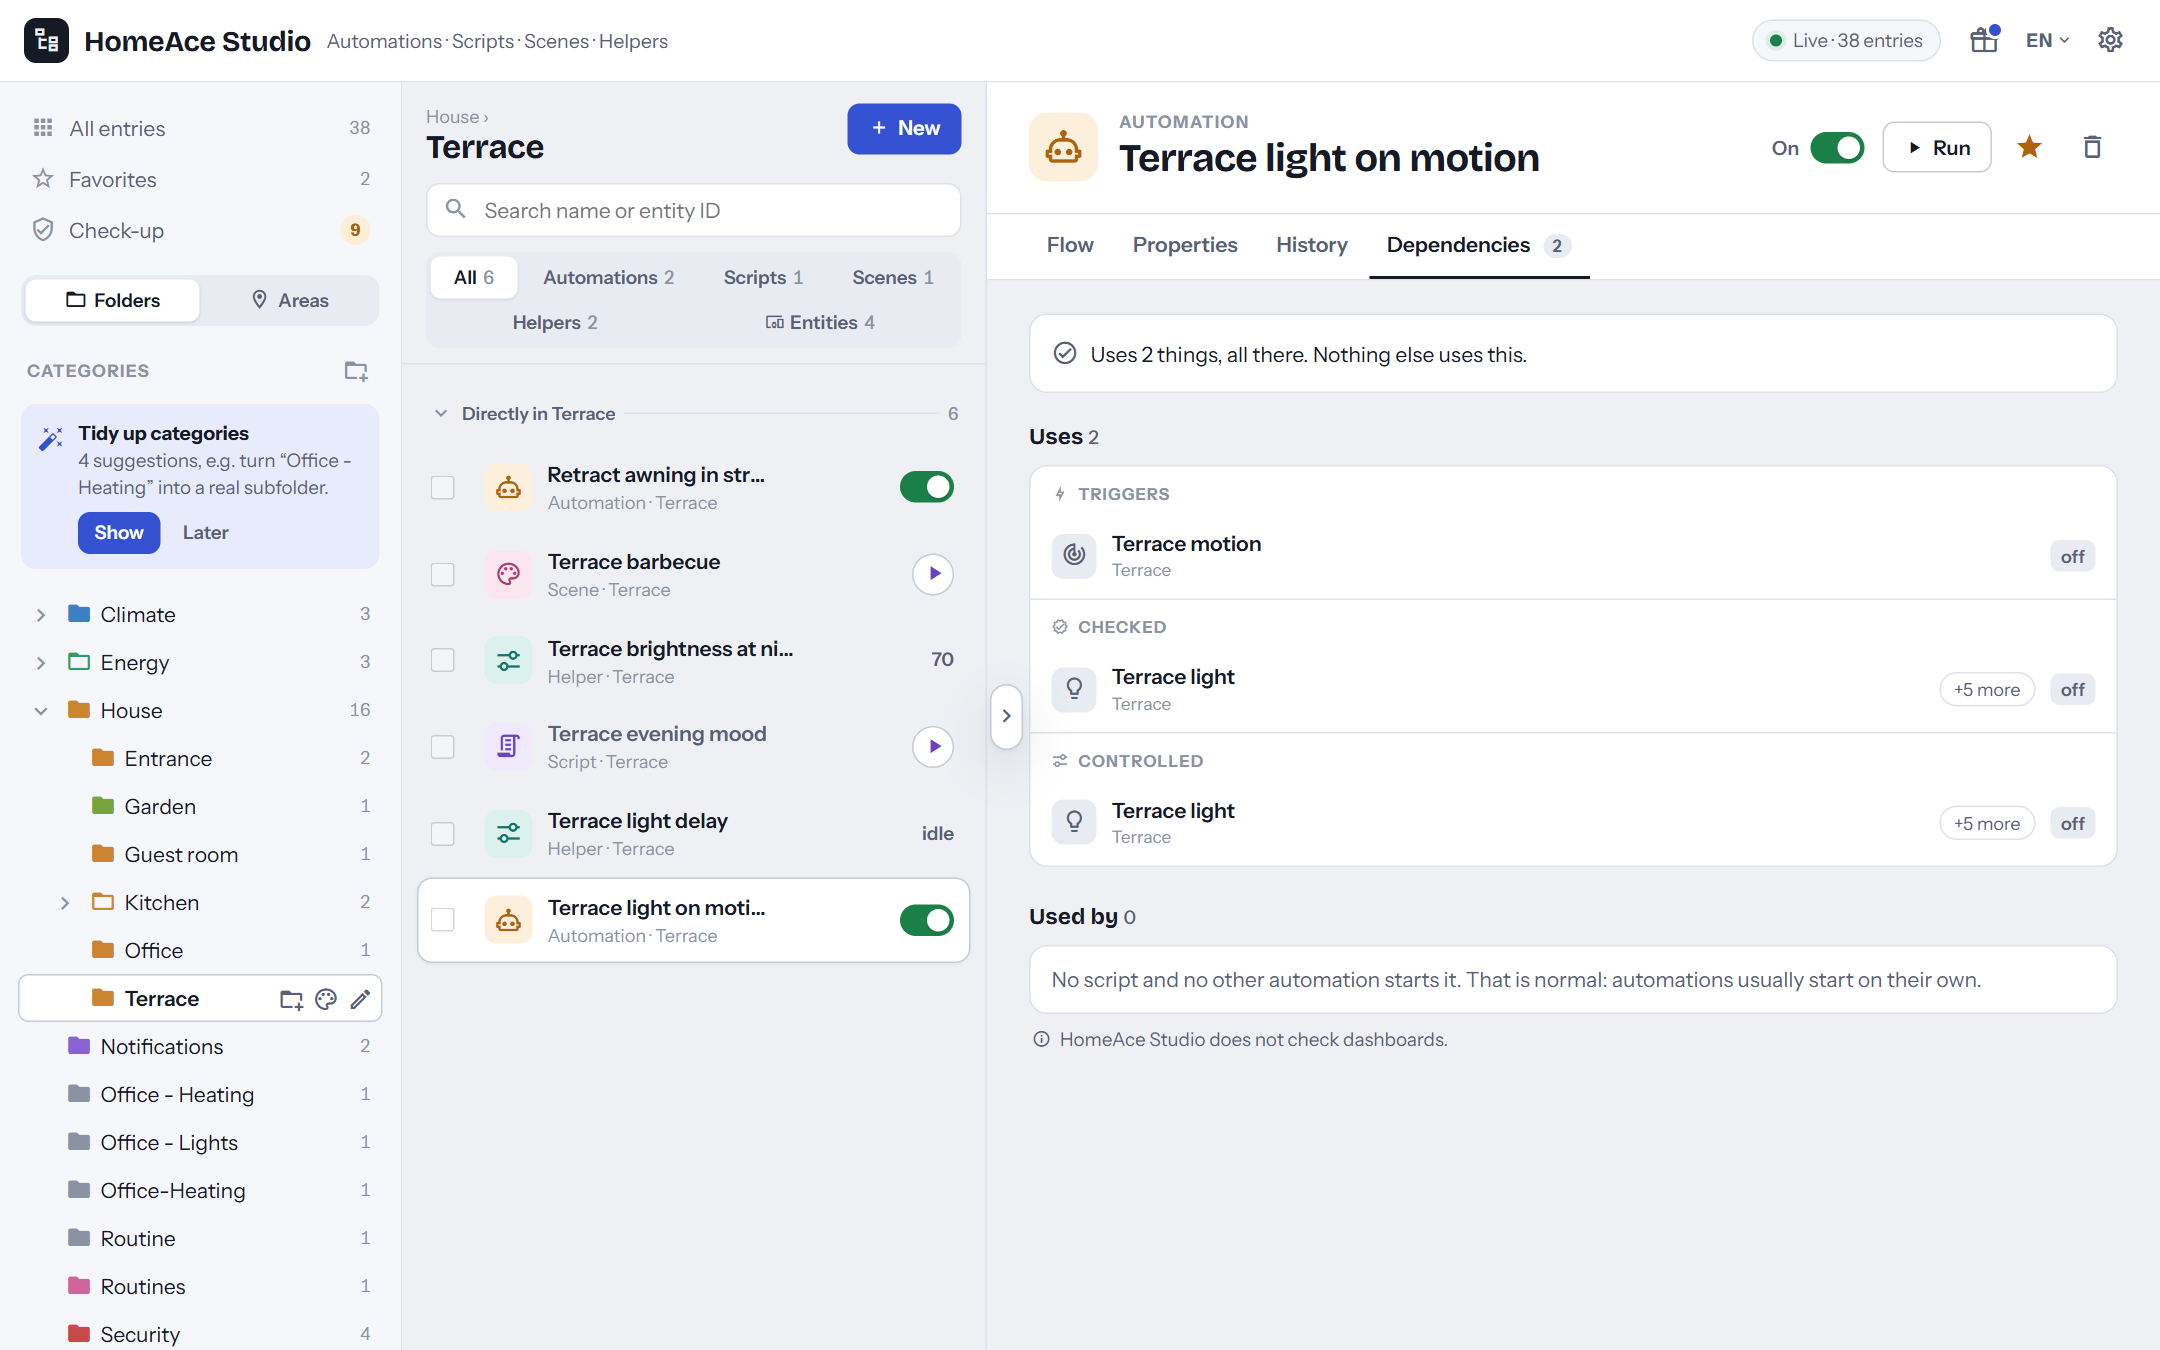 HomeAce Studio
Automations · Scripts · Scenes · Helpers
Live · 38 entries
EN
All entries 38
Favorites 2
Check-up 9
Folders
Areas
CATEGORIES
Tidy up categories
4 suggestions, e.g. turn “Office -
Heating” into a real subfolder.
Show
Later
Climate 3
Energy 3
House 16
Entrance 2
Garden 1
Guest room 1
Kitchen 2
Office 1
Terrace
Notifications 2
Office - Heating 1
Office - Lights 1
Office-Heating 1
Routine 1
Routines 1
Security 4
House ›
Terrace
+ New
Search name or entity ID
All 6
Automations 2
Scripts 1
Scenes 1
Helpers 2
Entities 4
Directly in Terrace 6
Retract awning in str...
Automation · Terrace
Terrace barbecue
Scene · Terrace
Terrace brightness at ni...
Helper · Terrace
70
Terrace evening mood
Script · Terrace
Terrace light delay
Helper · Terrace
idle
Terrace light on moti...
Automation · Terrace
AUTOMATION
Terrace light on motion
On
Run
Flow
Properties
History
Dependencies 2
Uses 2 things, all there. Nothing else uses this.
Uses 2
TRIGGERS
Terrace motion
Terrace
off
CHECKED
Terrace light
Terrace
+5 more
off
CONTROLLED
Terrace light
Terrace
+5 more
off
Used by 0
No script and no other automation starts it. That is normal: automations usually start on their own.
HomeAce Studio does not check dashboards.